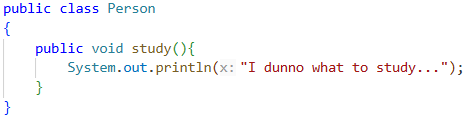 public class Person
{
    public void study(){
        System.out.println(x: "I dunno what to study...");
    }
}